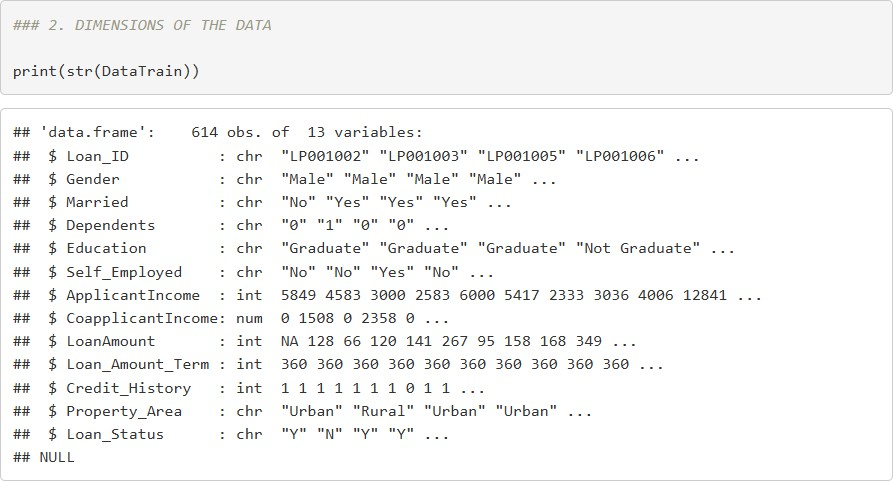 ### 2. DIMENSIONS OF THE DATA
print(str(DataTrain))
## 'data.frame':    614 obs. of  13 variables:
##  $ Loan_ID          : chr  "LP001002" "LP001003" "LP001005" "LP001006" ...
##  $ Gender           : chr  "Male" "Male" "Male" "Male" ...
##  $ Married          : chr  "No" "Yes" "Yes" "Yes" ...
##  $ Dependents       : chr  "0" "1" "0" "0" ...
##  $ Education        : chr  "Graduate" "Graduate" "Graduate" "Not Graduate" ...
##  $ Self_Employed    : chr  "No" "No" "Yes" "No" ...
##  $ ApplicantIncome  : int  5849 4583 3000 2583 6000 5417 2333 3036 4006 12841 ...
##  $ CoapplicantIncome: num  0 1508 0 2358 0 ...
##  $ LoanAmount       : int  NA 128 66 120 141 267 95 158 168 349 ...
##  $ Loan_Amount_Term : int  360 360 360 360 360 360 360 360 360 360 ...
##  $ Credit_History   : int  1 1 1 1 1 1 1 0 1 1 ...
##  $ Property_Area    : chr  "Urban" "Rural" "Urban" "Urban" ...
##  $ Loan_Status      : chr  "Y" "N" "Y" "Y" ...
## NULL